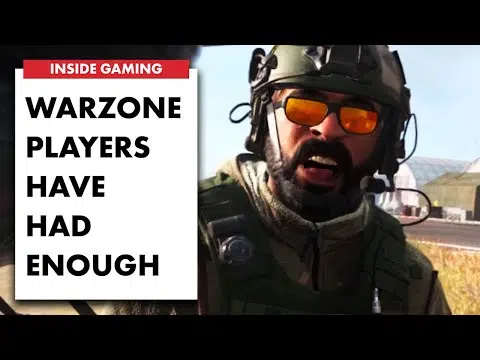 INSIDE GAMING
WARZONE
PLAYERS
HAVE
HAD
ENOUGH